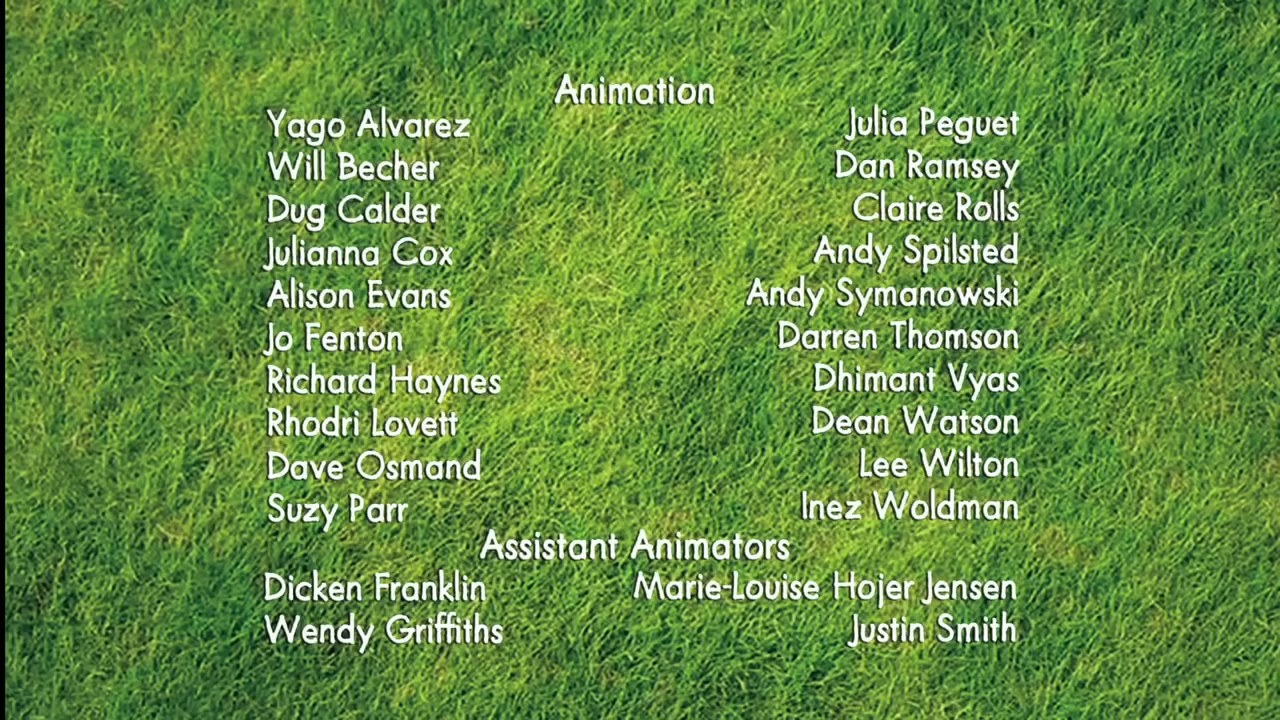 Animation
Yago Alvarez
Will Becher
Dug Calder
Julianna Cox
Alison Evans
Jo Fenton
Richard Haynes
Rhodri Lovett
Dave Osmand
Suzy Parr
Julia Peguet
Dan Ramsey
Claire Rolls
Andy Spilsted
Andy Symanowski
Darren Thomson
Dhimant Vyas
Dean Watson
Lee Wilton
Inez Woldman
Assistant Animators
Dicken Franklin
Wendy Griffiths
Marie-Louise Hojer Jensen
Justin Smith